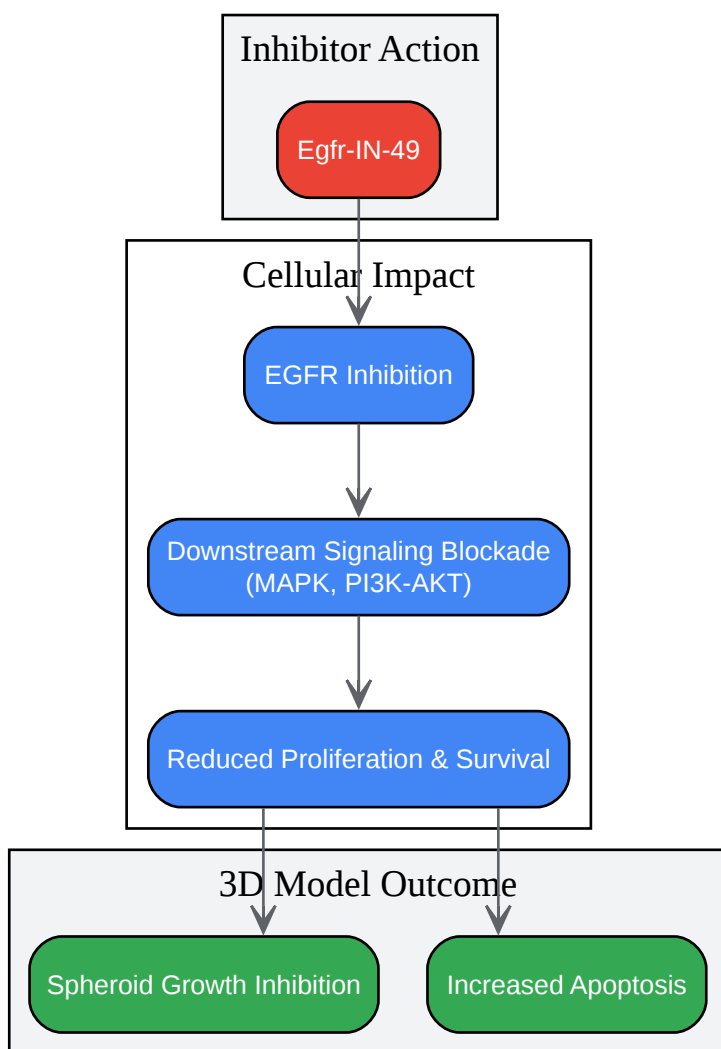 Inhibitor Action
Egfr-IN-49
Cellular Impact
EGFR Inhibition
Downstream Signaling Blockade
(MAPK, PI3K-AKT)
Reduced Proliferation & Survival
3D Model Outcome
Spheroid Growth Inhibition
Increased Apoptosis